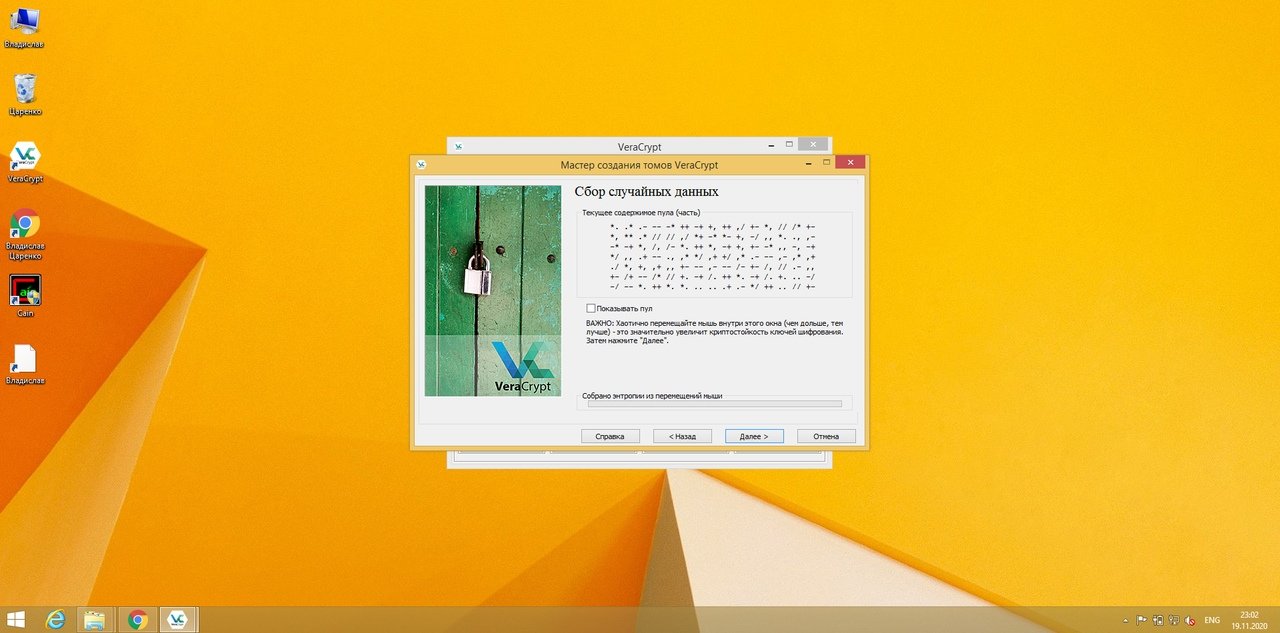 Владислав
Царенко
VeraCrypt
Владислав
Царенко
Cain
Владислав
VeraCrypt
Мастер создания томов VeraCrypt
Сбор случайных данных
Текущее содержимое пула (часть)
*. .* .- -- -* ++ -+ +, ++ ,/ +- *, // /* +-
*, ** .* // // ,/ *+ -* *- +, -/ ,, *. ., ,-
-* -+ *, /, /- *. ++ *, -+ +, +- -* ,, -, -+
*/ ,, .+ -- ., ,* */ ,+ +/ ,* .- -- ,- ,* ,+
./ *, +, ,+ ,, +- -- ,- -- /- +- /, // .- ,,
+- /+ -- /* // +. -+ /. ++ *. -+ /. +. .. -/
-/ -- *. ++ *. *. .. .. .+ .- */ ++ .. // +-
Показывать пул
ВАЖНО: Хаотично перемещайте мышь внутри этого окна (чем дольше, тем
лучше) - это значительно увеличит криптостойкость ключей шифрования.
Затем нажмите "Далее".
VeraCrypt
Собрано энтропии из перемещений мыши
Справка
< Назад
Далее >
Отмена
ENG
23:02
19.11.2020